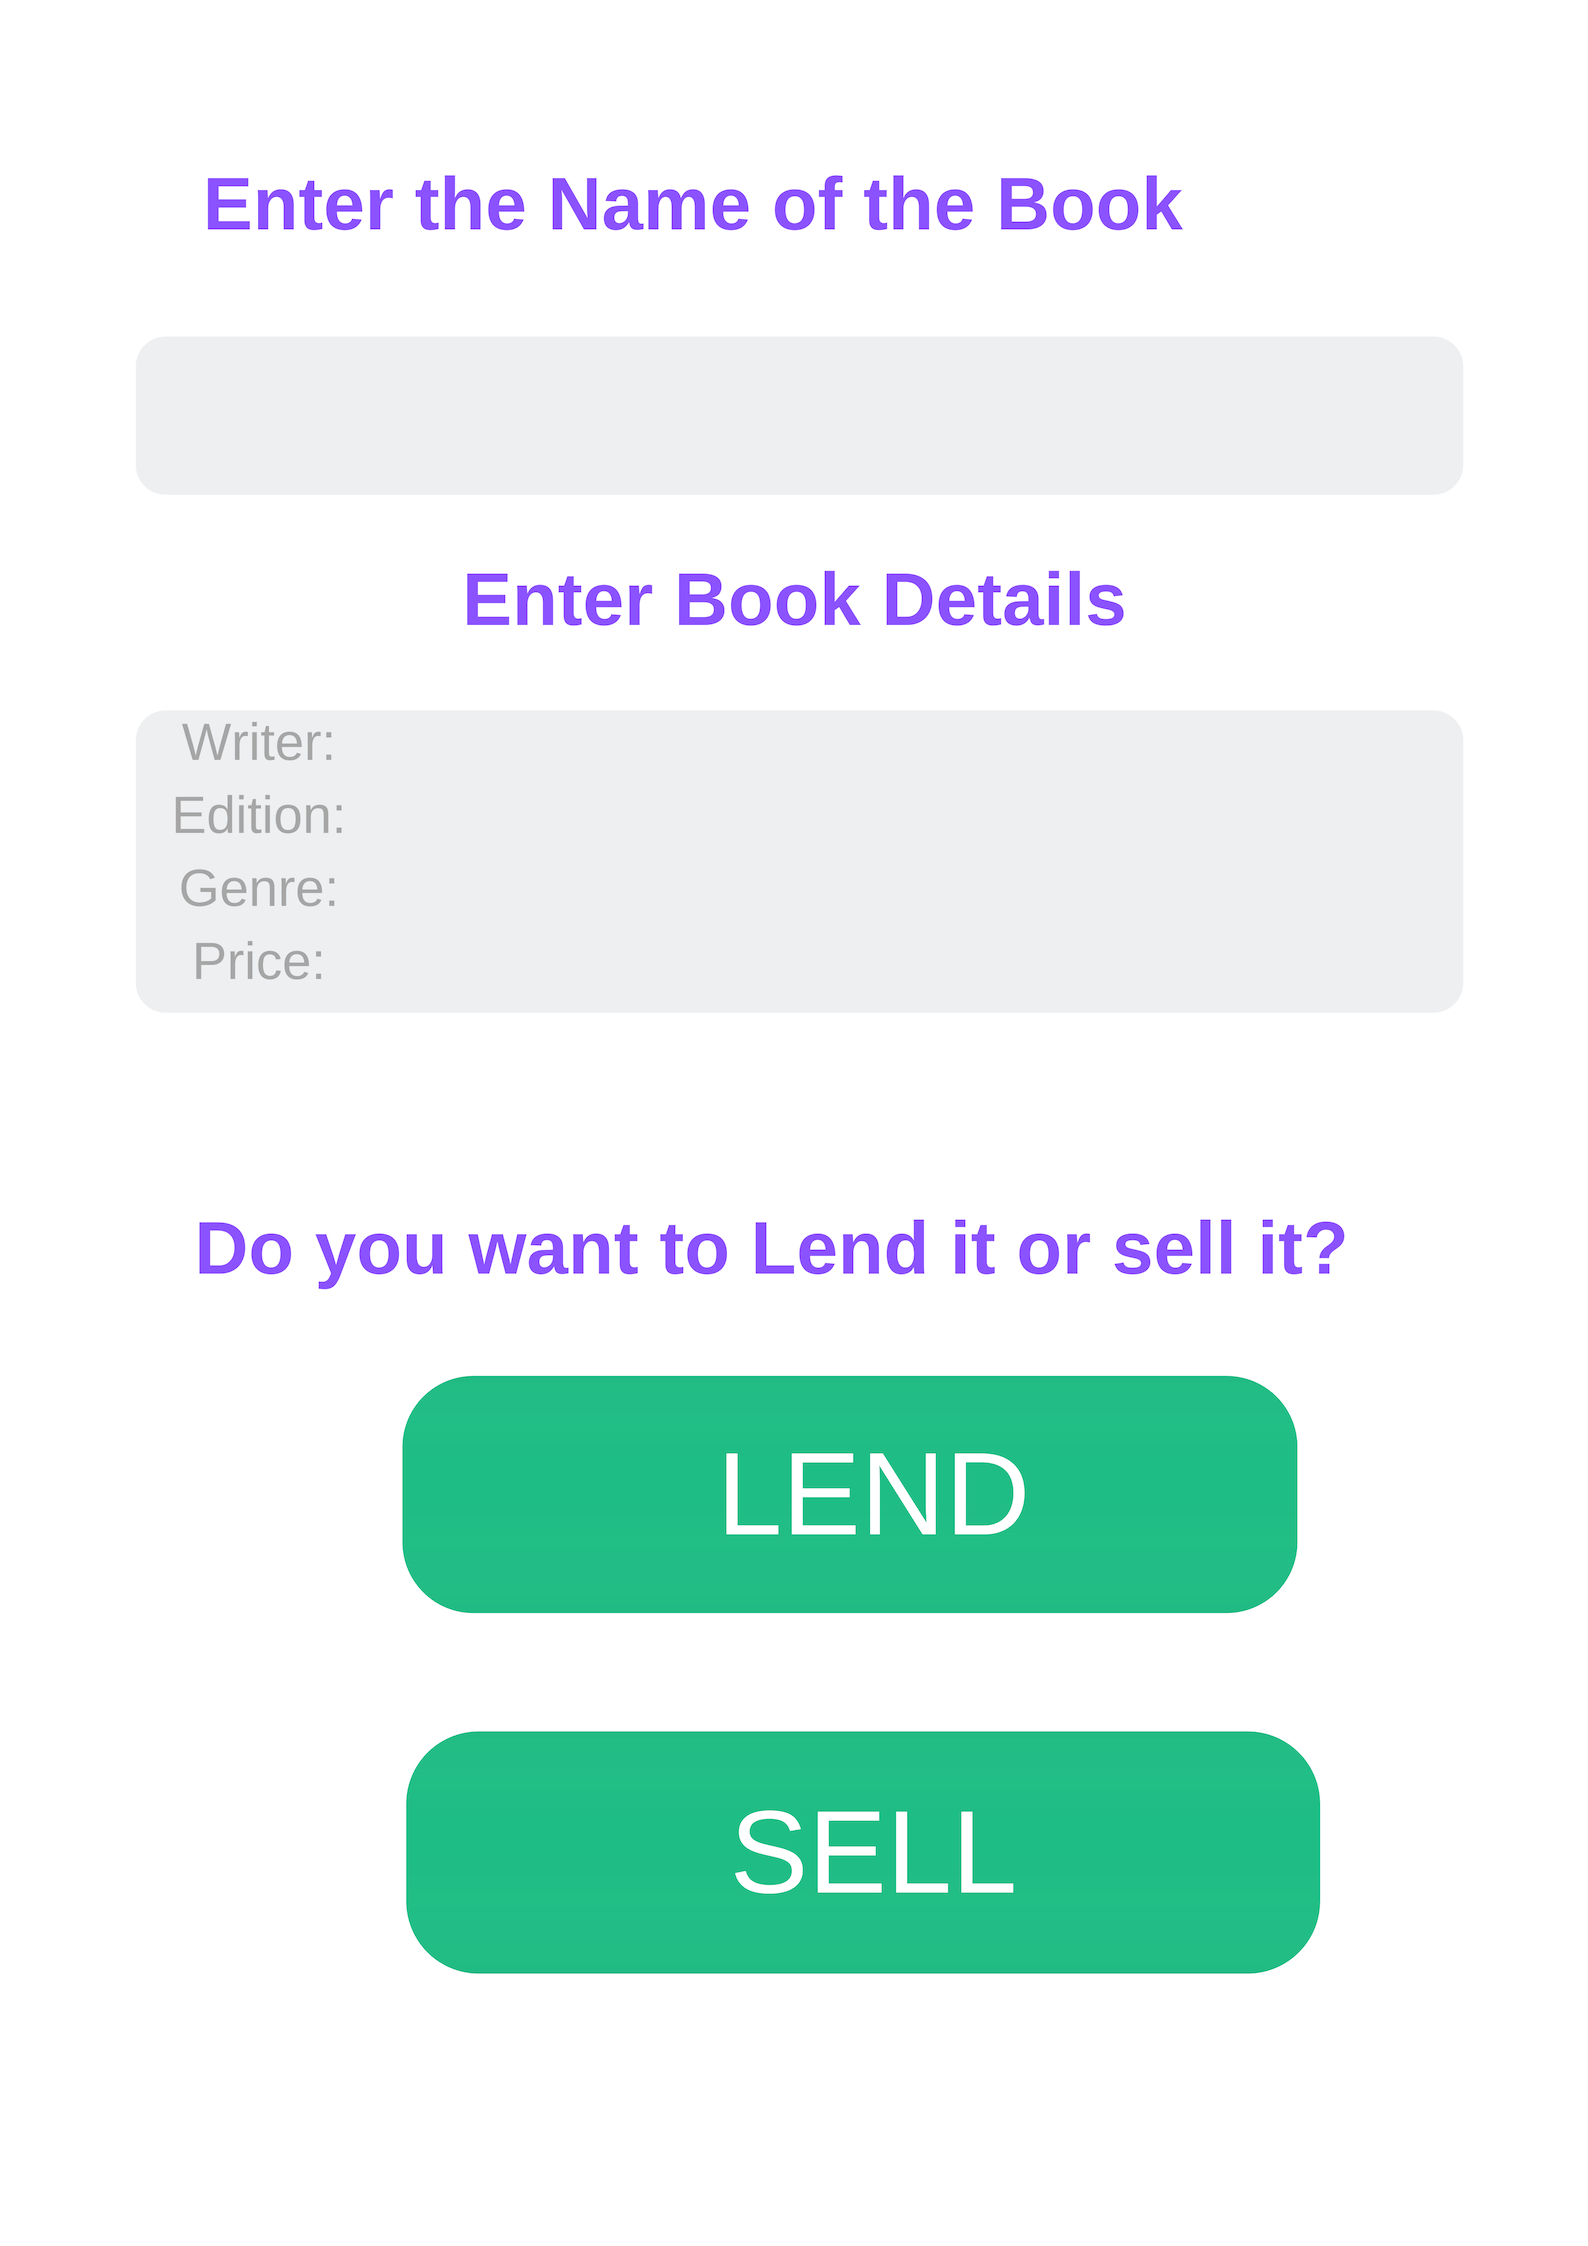 Enter the Name of the Book
Enter Book Details
Writer:
Edition:
Genre:
Price:
Do you want to Lend it or sell it?
LEND
SELL